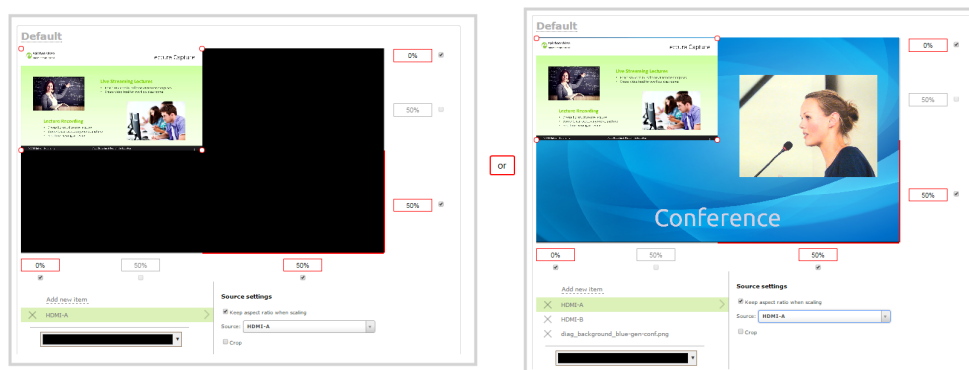 Default
ecture Capture
Live Streaming Lectures
Lecture Recording
0%
50%
50%
0%
50%
50%
Add new item
HDMI-A
Source settings
Keep aspect ratio when scaling
Source: HDMI-A
Crop
or
Default
ecture Capture
Live Streaming Lectures
Lecture Recording
Conference
0%
50%
50%
0%
50%
50%
Add new item
HDMI-A
HDMI-B
diag_background_blue-gen-conf.png
Source settings
Keep aspect ratio when scaling
Source: HDMI-A
Crop